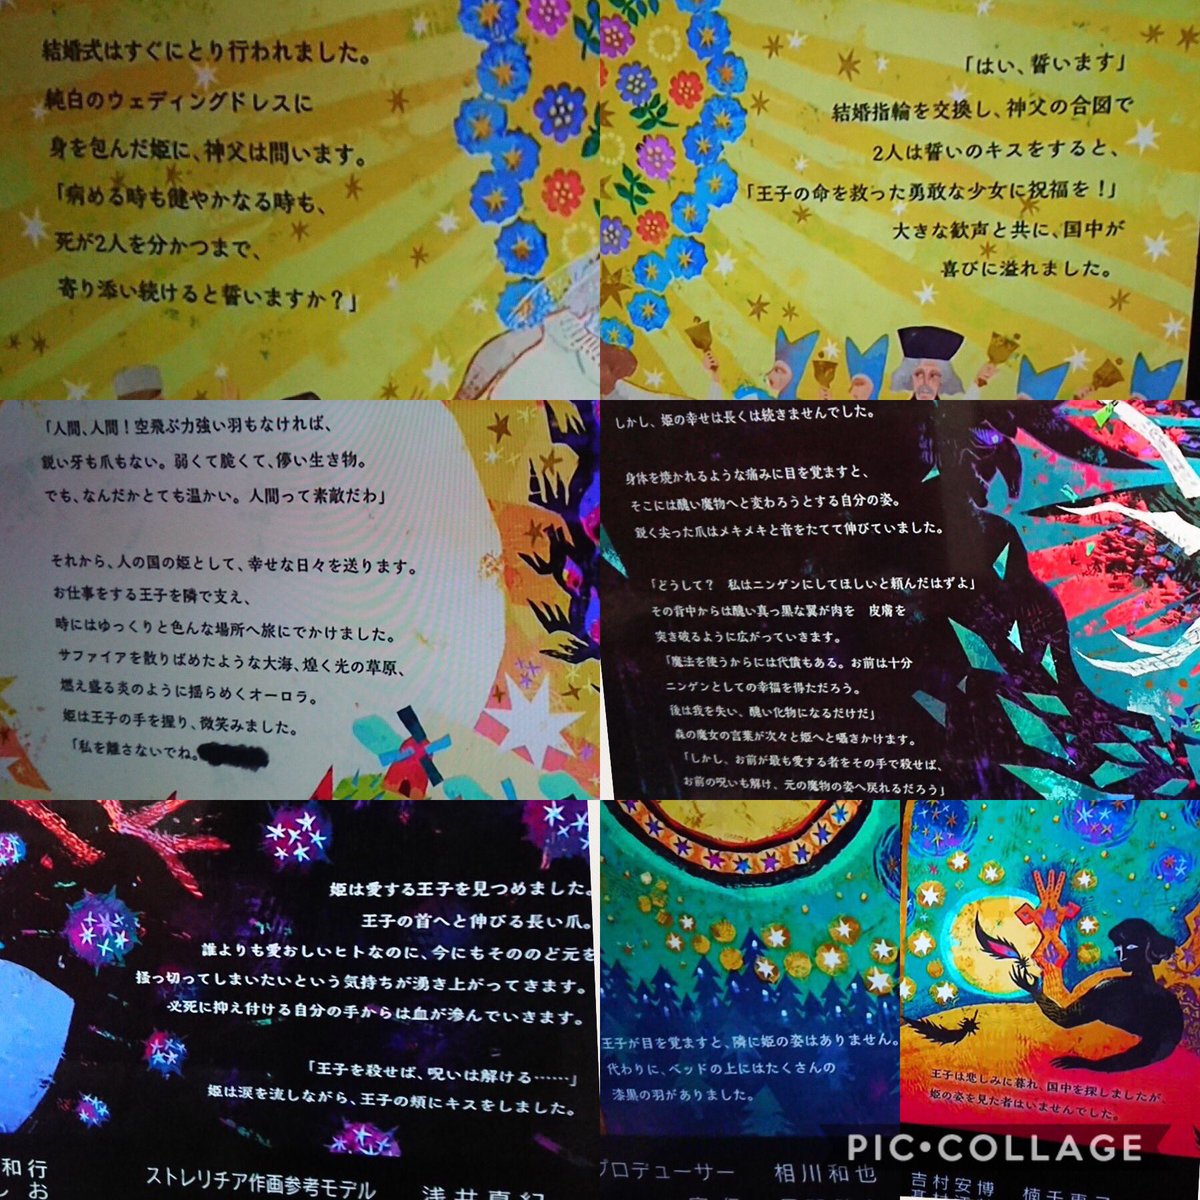 結婚式はすぐにとり行われました。
純白のウェディングドレスに
身を包んだ姫に、神父は問います。
「病める時も健やかなる時も、
死が2人を分かつまで、
寄り添い続けると誓いますか？」
「はい、誓います」
結婚指輪を交換し、神父の合図で
2人は誓いのキスをすると、
「王子の命を救った勇敢な少女に祝福を！」
大きな歓声と共に、国中が
喜びに溢れました。
「人間、人間！空飛ぶ力強い羽もなければ、
鋭い牙も爪もない。弱くて脆くて、儚い生き物。
でも、なんだかとても温かい。人間って素敵だわ」
それから、人の国の姫として、幸せな日々を送ります。
お仕事をする王子を隣で支え、
時にはゆっくりと色んな場所へ旅にでかけました。
サファイアを散りばめたような大海、煌く光の草原、
燃え盛る炎のように揺らめくオーロラ。
姫は王子の手を握り、微笑みました。
「私を離さないでね。
しかし、姫の幸せは長くは続きませんでした。
身体を焼かれるような痛みに目を覚ますと、
そこには醜い魔物へと変わろうとする自分の姿。
鋭く尖った爪はメキメキと音をたてて伸びていました。
「どうして？　私はニンゲンにしてほしいと頼んだはずよ」
その背中からは醜い真っ黒な翼が肉を　皮膚を
突き破るように広がっていきます。
「魔法を使うからには代償もある。お前は十分
ニンゲンとしての幸福を得ただろう。
後は我を失い、醜い化物になるだけだ」
森の魔女の言葉が次々と姫へと囁きかけます。
「しかし、お前が最も愛する者をその手で殺せば、
お前の呪いも解け、元の魔物の姿へ戻れるだろう」
姫は愛する王子を見つめました。
王子の首へと伸びる長い爪。
誰よりも愛おしいヒトなのに、今にもそののど元を
掻っ切ってしまいたいという気持ちが湧き上がってきます。
必死に抑え付ける自分の手からは血が滲んでいきます。
「王子を殺せば、呪いは解ける……」
姫は涙を流しながら、王子の頬にキスをしました。
和行
しお
ストレリチア作画参考モデル
浅井真紀
王子が目を覚ますと、隣に姫の姿はありません。
代わりに、ベッドの上にはたくさんの
漆黒の羽がありました。
プロデューサー
相川和也
王子は悲しみに暮れ、国中を探しましたが、
姫の姿を見た者はいませんでした。
吉村安博
PIC•COLLAGE